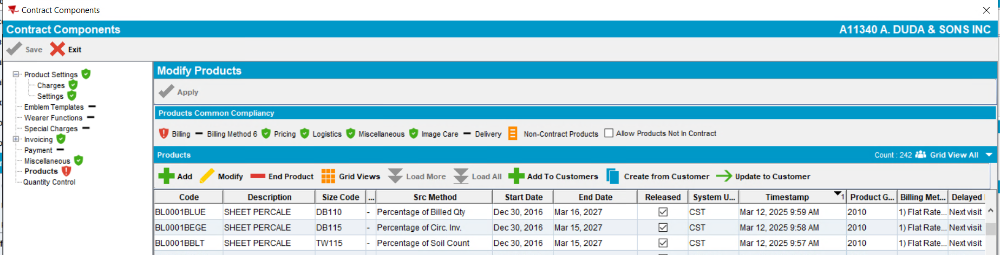 Contract Components
Contract Components A11340 A. DUDA & SONS INC
Save Exit
Product Settings
Charges
Settings
Emblem Templates
Wearer Functions
Special Charges
Invoicing
Payment
Miscellaneous
Products
Quantity Control
Modify Products
Apply
Products Common Compliancy
Billing Billing Method 6 Pricing Logistics Miscellaneous Image Care Delivery Non-Contract Products Allow Products Not In Contract
Products Count : 242 Grid View All
Add Modify End Product Grid Views Load More Load All Add To Customers Create from Customer Update to Customer
Code Description Size Code ... Src Method Start Date End Date Released System U... Timestamp 1 Product G... Billing Met... Delayed
BL0001BLUE SHEET PERCALE DB110 - Percentage of Billed Qty Dec 30, 2016 Mar 16, 2027 CST Mar 12, 2025 9:59 AM 2010 1) Flat Rate... Next visit
BL0001BEGE SHEET PERCALE DB115 - Percentage of Circ. Inv. Dec 30, 2016 Mar 15, 2027 CST Mar 12, 2025 9:58 AM 2010 1) Flat Rate... Next visit
BL0001BBLT SHEET PERCALE TW115 - Percentage of Soil Count Dec 30, 2016 Mar 15, 2027 CST Mar 12, 2025 9:57 AM 2010 1) Flat Rate... Next visit